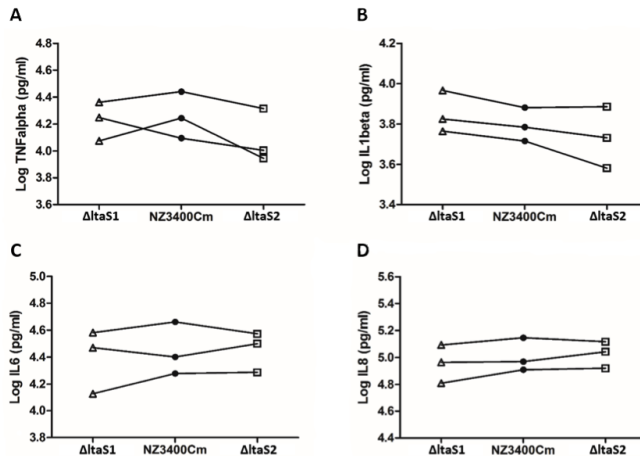 A
Log TNFalpha (pg/ml)
4.8
4.6
4.4
4.2
4.0
3.8
3.6
ΔltaS1 NZ3400Cm ΔltaS2
B
Log IL1beta (pg/ml)
4.2
4.0
3.8
3.6
3.4
ΔltaS1 NZ3400Cm ΔltaS2
C
Log IL6 (pg/ml)
5.0
4.8
4.6
4.4
4.2
4.0
3.8
ΔltaS1 NZ3400Cm ΔltaS2
D
Log IL8 (pg/ml)
5.6
5.4
5.2
5.0
4.8
4.6
4.4
ΔltaS1 NZ3400Cm ΔltaS2